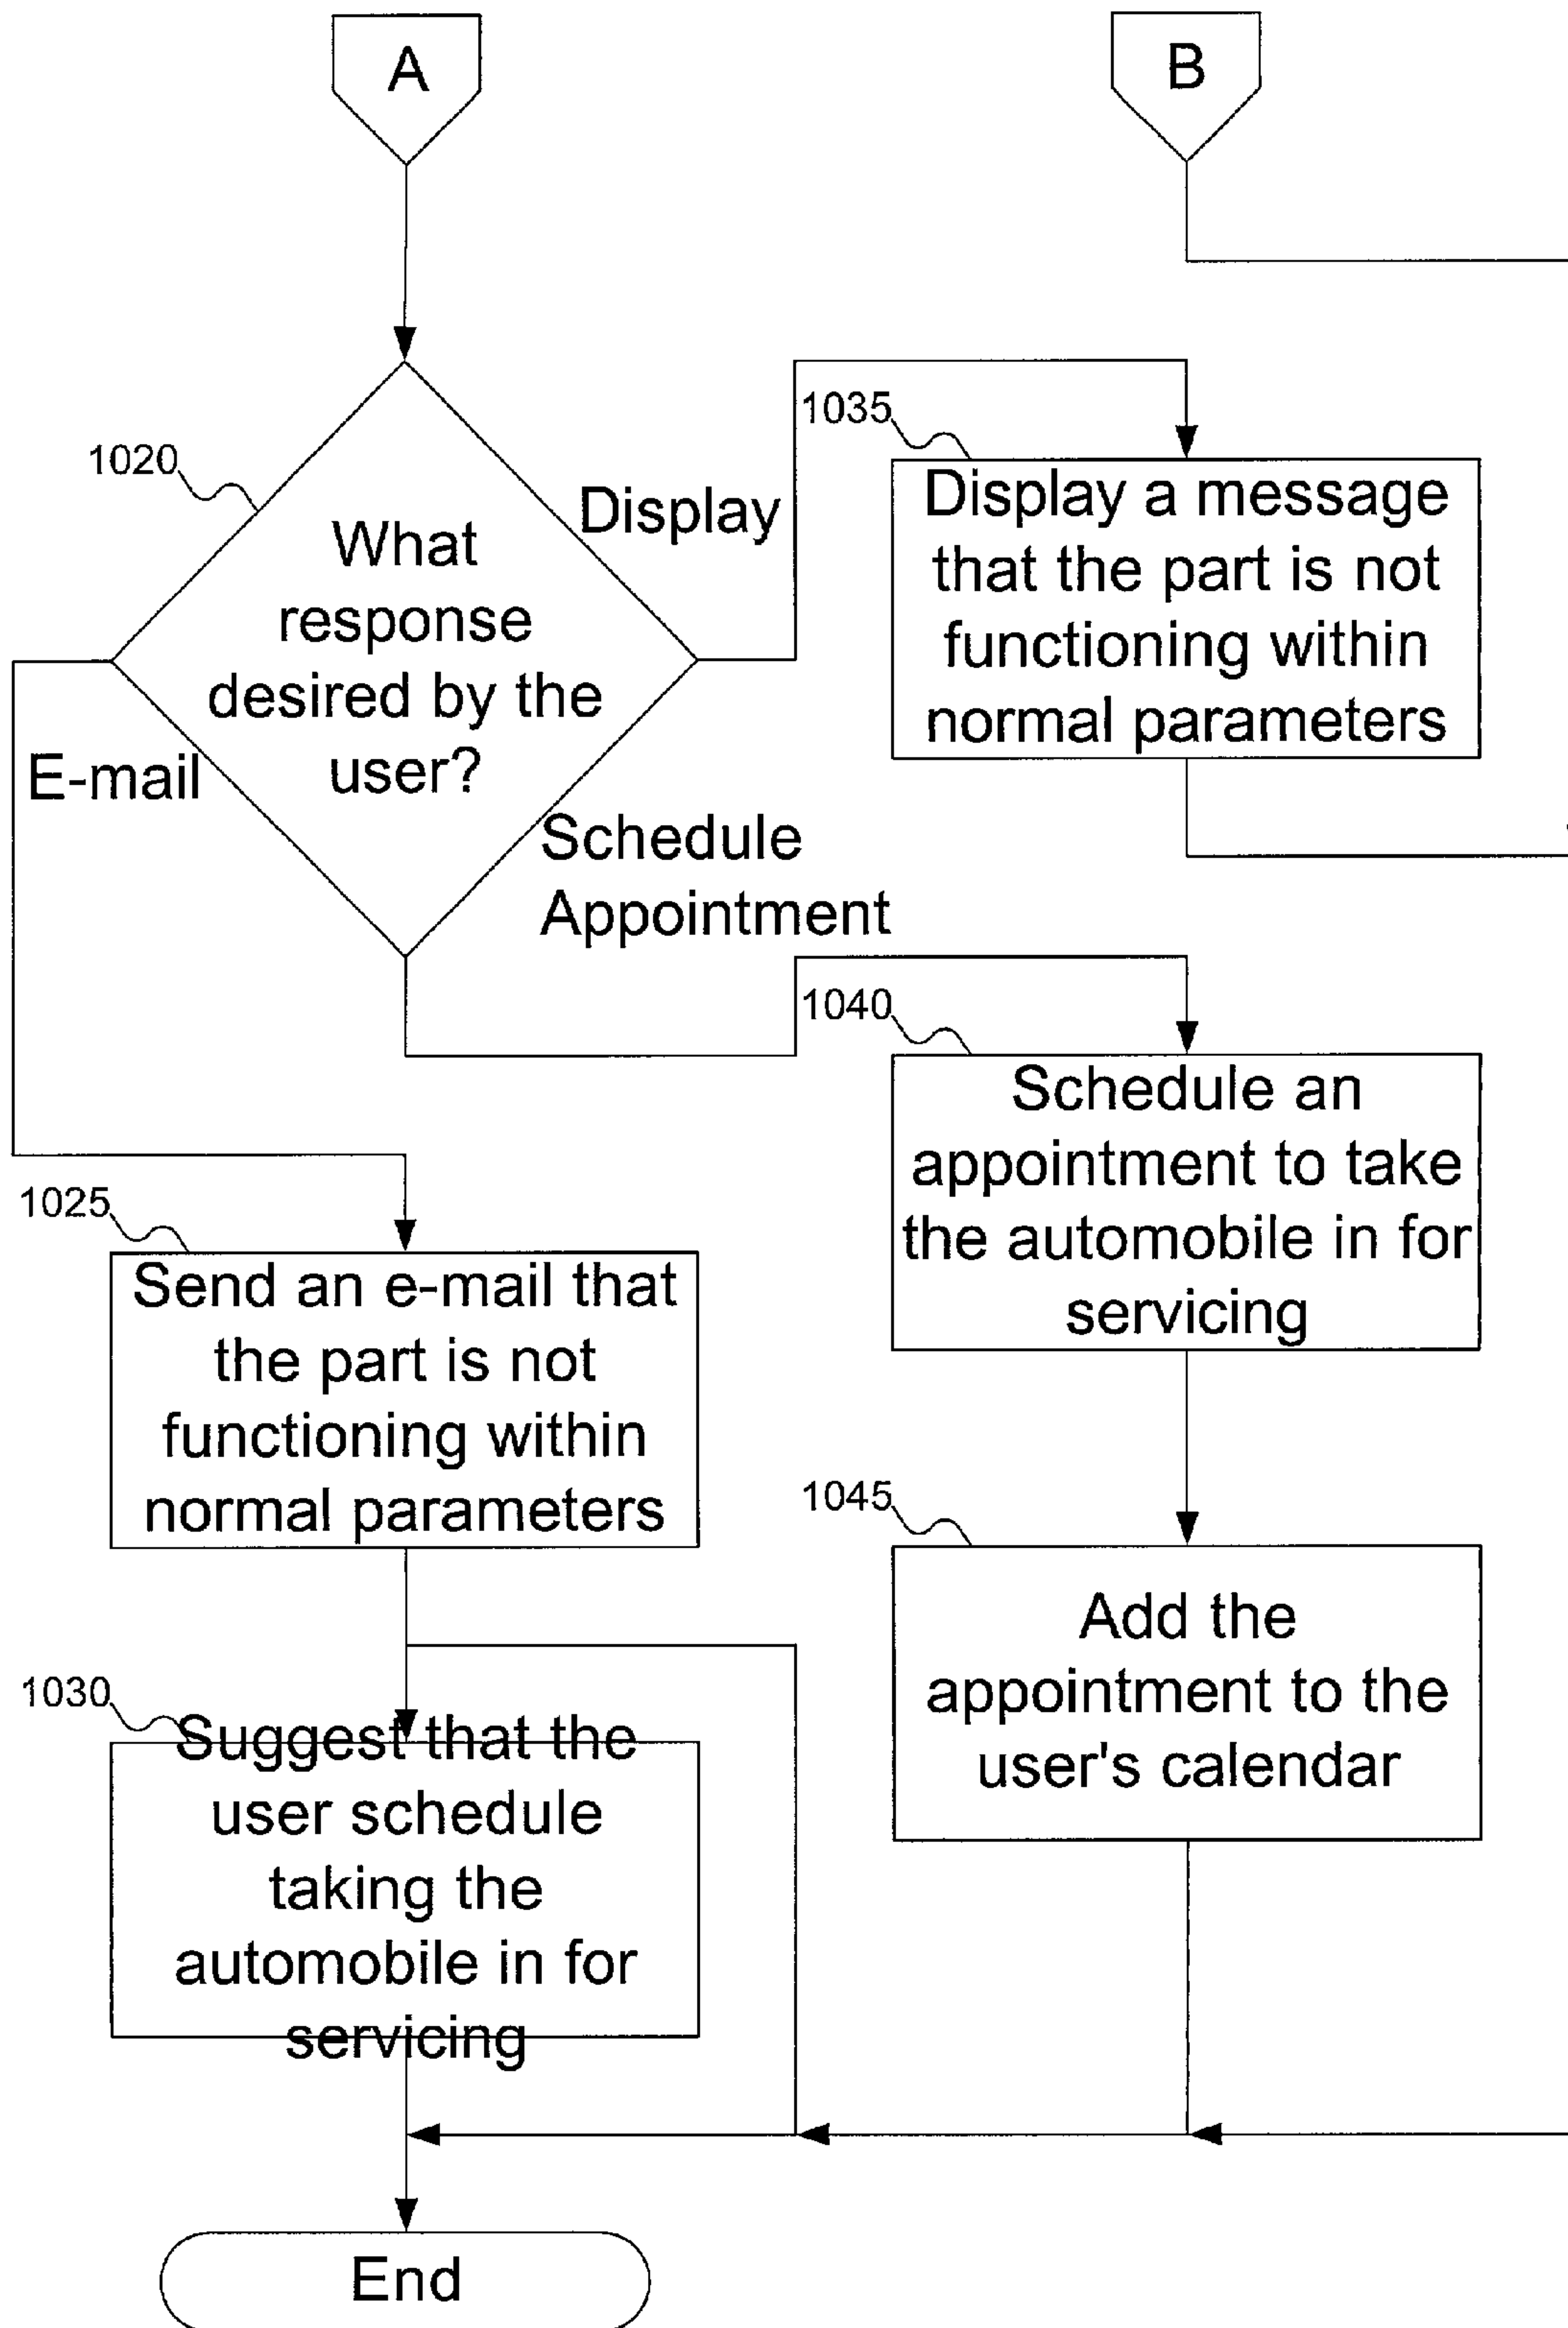 A
B
1020
What
response
desired by the
user?
Display
E-mail
Schedule
Appointment
1035
Display a message
that the part is not
functioning within
normal parameters
1040
Schedule an
appointment to take
the automobile in for
servicing
1025
Send an e-mail that
the part is not
functioning within
normal parameters
1045
Add the
appointment to the
user's calendar
1030
Suggest that the
user schedule
taking the
automobile in for
servicing
End